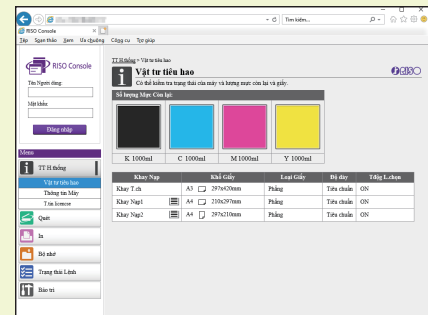 Tìm kiếm...
RISO Console
Tệp Soạn thảo Xem Ưa chuộng Công cụ Trợ giúp
RISO Console
Tên Người dùng:
Mật khẩu:
Đăng nhập
Menu
TT H.thống
Vật tư tiêu hao
Thông tin Máy
T.tin license
Quét
In
Bộ nhớ
Trạng thái Lệnh
Bảo trì
TT H.thống > Vật tư tiêu hao
Vật tư tiêu hao
RISO
Có thể kiểm tra trạng thái của máy và lượng mực còn lại và giấy.
Số lượng Mực Còn lại:
K 1000ml C 1000ml M 1000ml Y 1000ml
Khay Nạp Khổ Giấy Loại Giấy Độ dày Tđộg L.chọn
Khay T.ch A3 297x420mm Phẳng Tiêu chuẩn ON
Khay Nạp1 A4 210x297mm Phẳng Tiêu chuẩn ON
Khay Nạp2 A4 297x210mm Phẳng Tiêu chuẩn ON